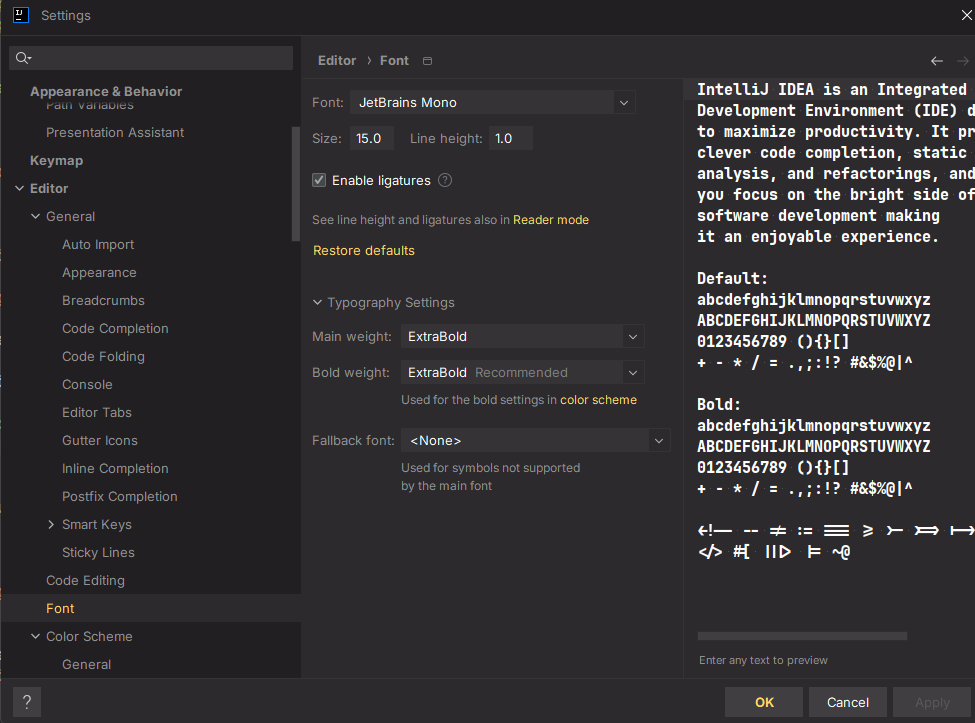 IJ
Settings
Appearance & Behavior
Path Variables
Presentation Assistant
Keymap
Editor
General
Auto Import
Appearance
Breadcrumbs
Code Completion
Code Folding
Console
Editor Tabs
Gutter Icons
Inline Completion
Postfix Completion
Smart Keys
Sticky Lines
Code Editing
Font
Color Scheme
General
?
Editor › Font
Font: JetBrains Mono
Size: 15.0 Line height: 1.0
Enable ligatures ?
See line height and ligatures also in Reader mode
Restore defaults
Typography Settings
Main weight: ExtraBold
Bold weight: ExtraBold Recommended
Used for the bold settings in color scheme
Fallback font: <None>
Used for symbols not supported
by the main font
IntelliJ IDEA is an Integrated
Development Environment (IDE) d
to maximize productivity. It pr
clever code completion, static
analysis, and refactorings, and
you focus on the bright side of
software development making
it an enjoyable experience.
Default:
abcdefghijklmnopqrstuvwxyz
ABCDEFGHIJKLMNOPQRSTUVWXYZ
0123456789 (){}[]
+ - * / = .,;:!? #&$%@|^
Bold:
abcdefghijklmnopqrstuvwxyz
ABCDEFGHIJKLMNOPQRSTUVWXYZ
0123456789 (){}[]
+ - * / = .,;:!? #&$%@|^
<!-- -- != := === >= >- >=> |->
</> #[ ||> |= ~@
Enter any text to preview
OK Cancel Apply